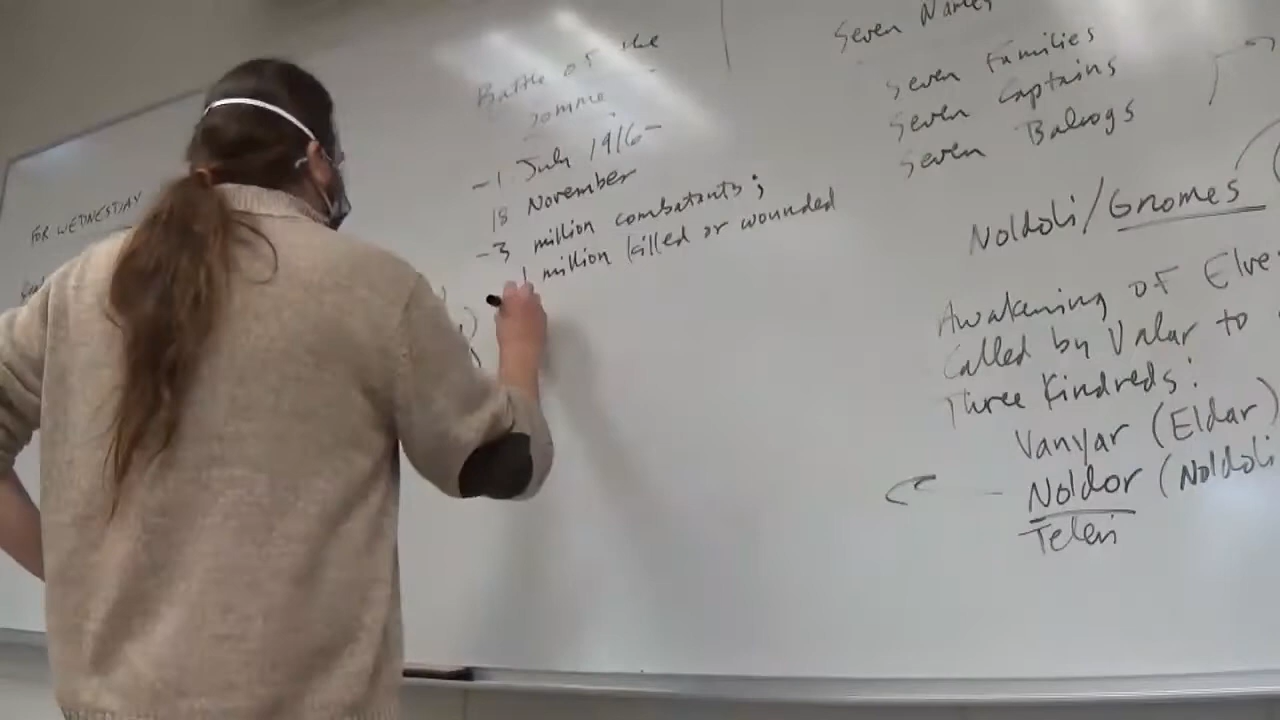 FOR WEDNESDAY
Battle of the
Somme
-1 July 1916-
18 November
-3 million combatants;
1 million killed or wounded
Seven Names
Seven Families
Seven Captains
Seven Balrogs
Noldoli/Gnomes
Awakening of Elve
Called by Valar to
Three Kindreds:
Vanyar (Eldar)
- Noldor (Noldoli
Teleri